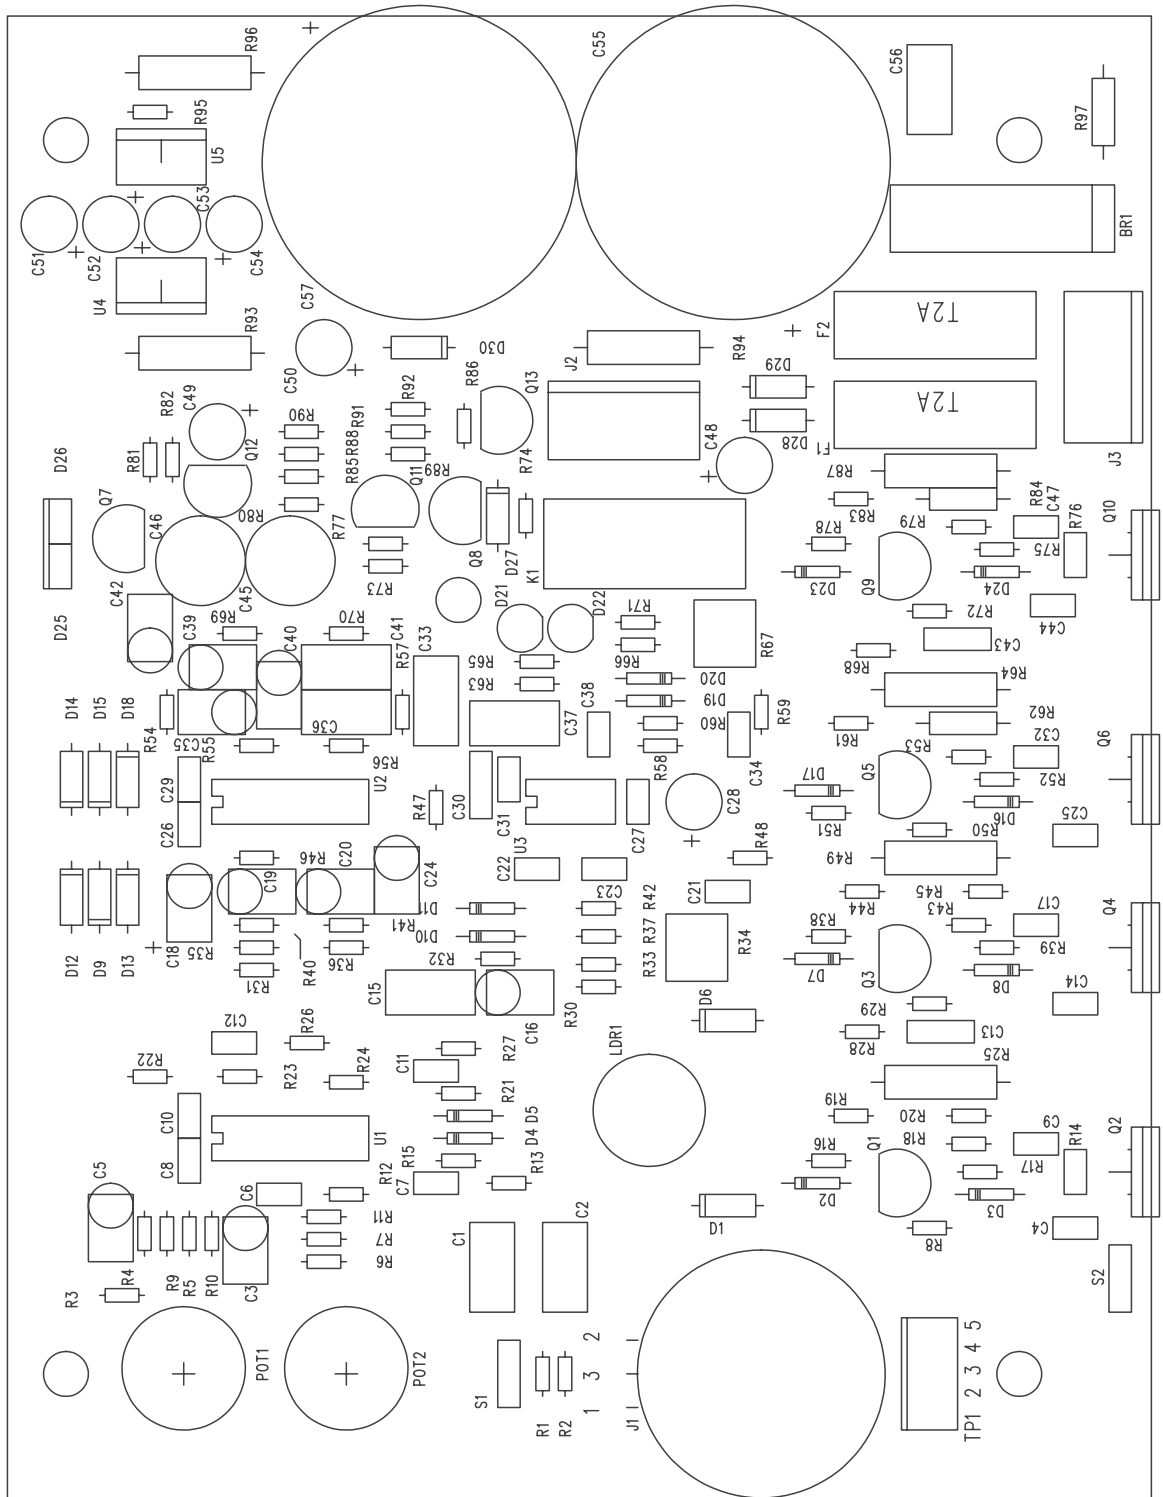 R96
C55
C56
R97
R95
U5
C53
C51
C52
C54
BR1
U4
R93
C57
T2A
F2
D30
J2
R94
D29
C50
R86
Q13
R92
R82
C49
R90
R91
T2A
D28
F1
C48
J3
D26
R81
Q12
R88
R85
R89
Q11
R74
R87
R84
C47
R83
R79
R76
Q10
Q7
C46
R80
R77
R78
R75
Q8
D27
K1
R73
D23
Q9
D24
D25
C42
C45
D21
D22
R71
R72
C44
R69
C39
C40
R70
C41
C33
R57
R65
R66
R67
C43
R68
R63
D20
R64
D14
D15
D18
C38
D19
R59
R54
C35
R55
C36
C37
R60
R61
R62
R53
C32
Q6
R56
U2
R58
C34
D17
Q5
R52
C29
R47
C30
C31
C28
D16
C26
U3
C27
R51
R50
C25
R46
C20
C24
C22
R48
R49
C19
C23
C21
R42
R44
R45
D11
R41
D10
R37
R34
R38
R43
C17
Q4
D12
D9
D13
C18
R35
R40
R36
R32
R33
D7
Q3
R39
D8
R31
C15
C16
R30
D6
R29
C14
C12
R26
R27
LDR1
R28
C13
R22
R23
R24
C11
R21
R25
C10
U1
D4 D5
R19
R20
C9
Q2
C8
R15
R16
Q1
R18
R17
R14
C5
C6
R12
C7
R13
D2
D3
R11
C1
C2
D1
R8
C4
R7
R6
R3
R4
R9
R5
R10
C3
S2
POT1
POT2
S1
R1
R2
1 3 2
J1
TP1 2 3 4 5